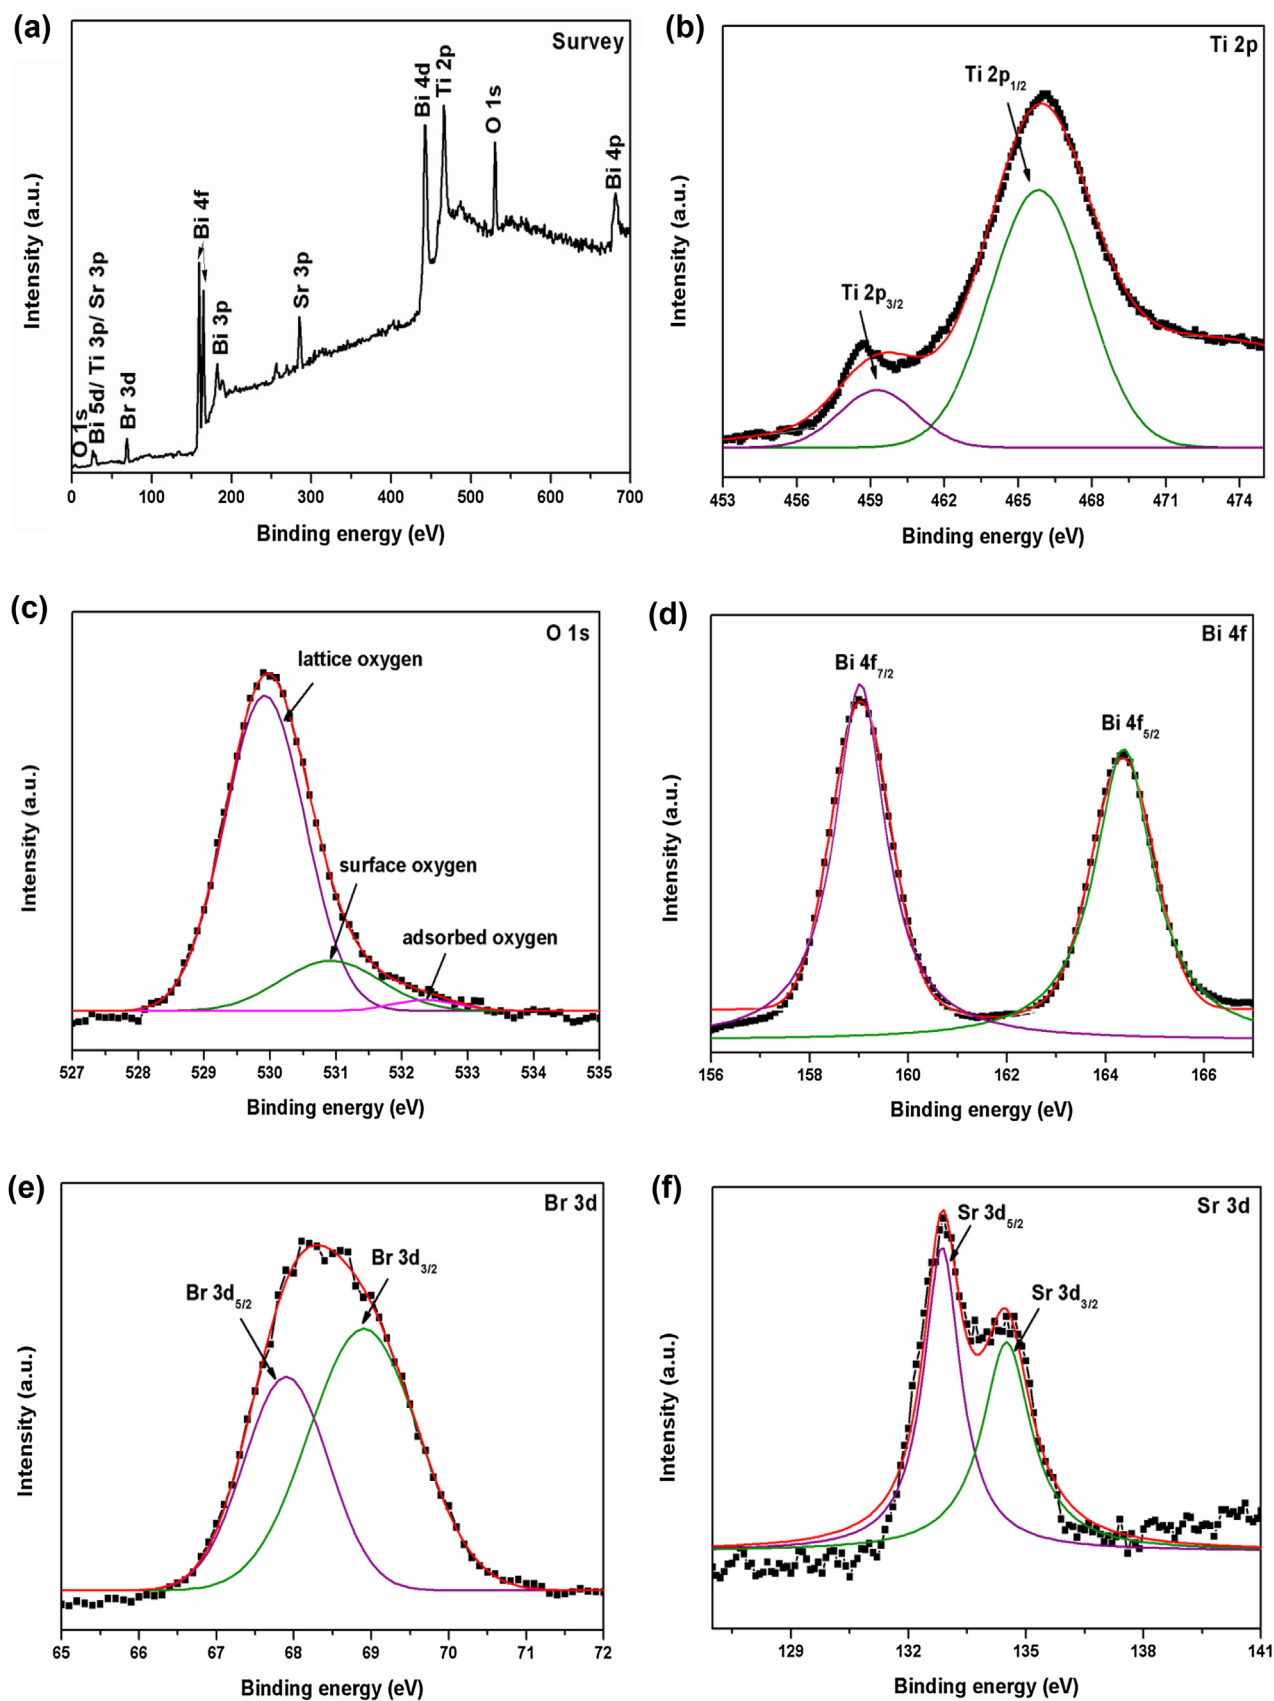 (a)
Survey
O 1s
Bi 5d/ Ti 3p/ Sr 3p
Br 3d
Bi 4f
Bi 3p
Sr 3p
Bi 4d
Ti 2p
O 1s
Bi 4p
Intensity (a.u.)
0 100 200 300 400 500 600 700
Binding energy (eV)
(b)
Ti 2p
Ti 2p1/2
Ti 2p3/2
Intensity (a.u.)
453 456 459 462 465 468 471 474
Binding energy (eV)
(c)
O 1s
lattice oxygen
surface oxygen
adsorbed oxygen
Intensity (a.u.)
527 528 529 530 531 532 533 534 535
Binding energy (eV)
(d)
Bi 4f
Bi 4f7/2
Bi 4f5/2
Intensity (a.u.)
156 158 160 162 164 166
Binding energy (eV)
(e)
Br 3d
Br 3d3/2
Br 3d5/2
Intensity (a.u.)
65 66 67 68 69 70 71 72
Binding energy (eV)
(f)
Sr 3d
Sr 3d5/2
Sr 3d3/2
Intensity (a.u.)
129 132 135 138 141
Binding energy (eV)